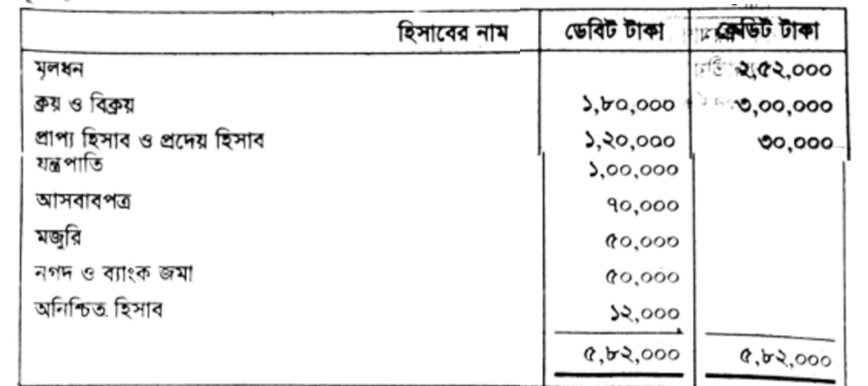 হিসাবের নাম ডেবিট টাকা ক্রেডিট টাকা
মূলধন ২,৫২,০০০
ক্রয় ও বিক্রয় ১,৮০,০০০ ৩,০০,০০০
প্রাপ্য হিসাব ও প্রদেয় হিসাব ১,২০,০০০ ৩০,০০০
যন্ত্রপাতি ১,০০,০০০
আসবাবপত্র ৭০,০০০
মজুরি ৫০,০০০
নগদ ও ব্যাংক জমা ৫০,০০০
অনিশ্চিত হিসাব ১২,০০০
৫,৮২,০০০ ৫,৮২,০০০